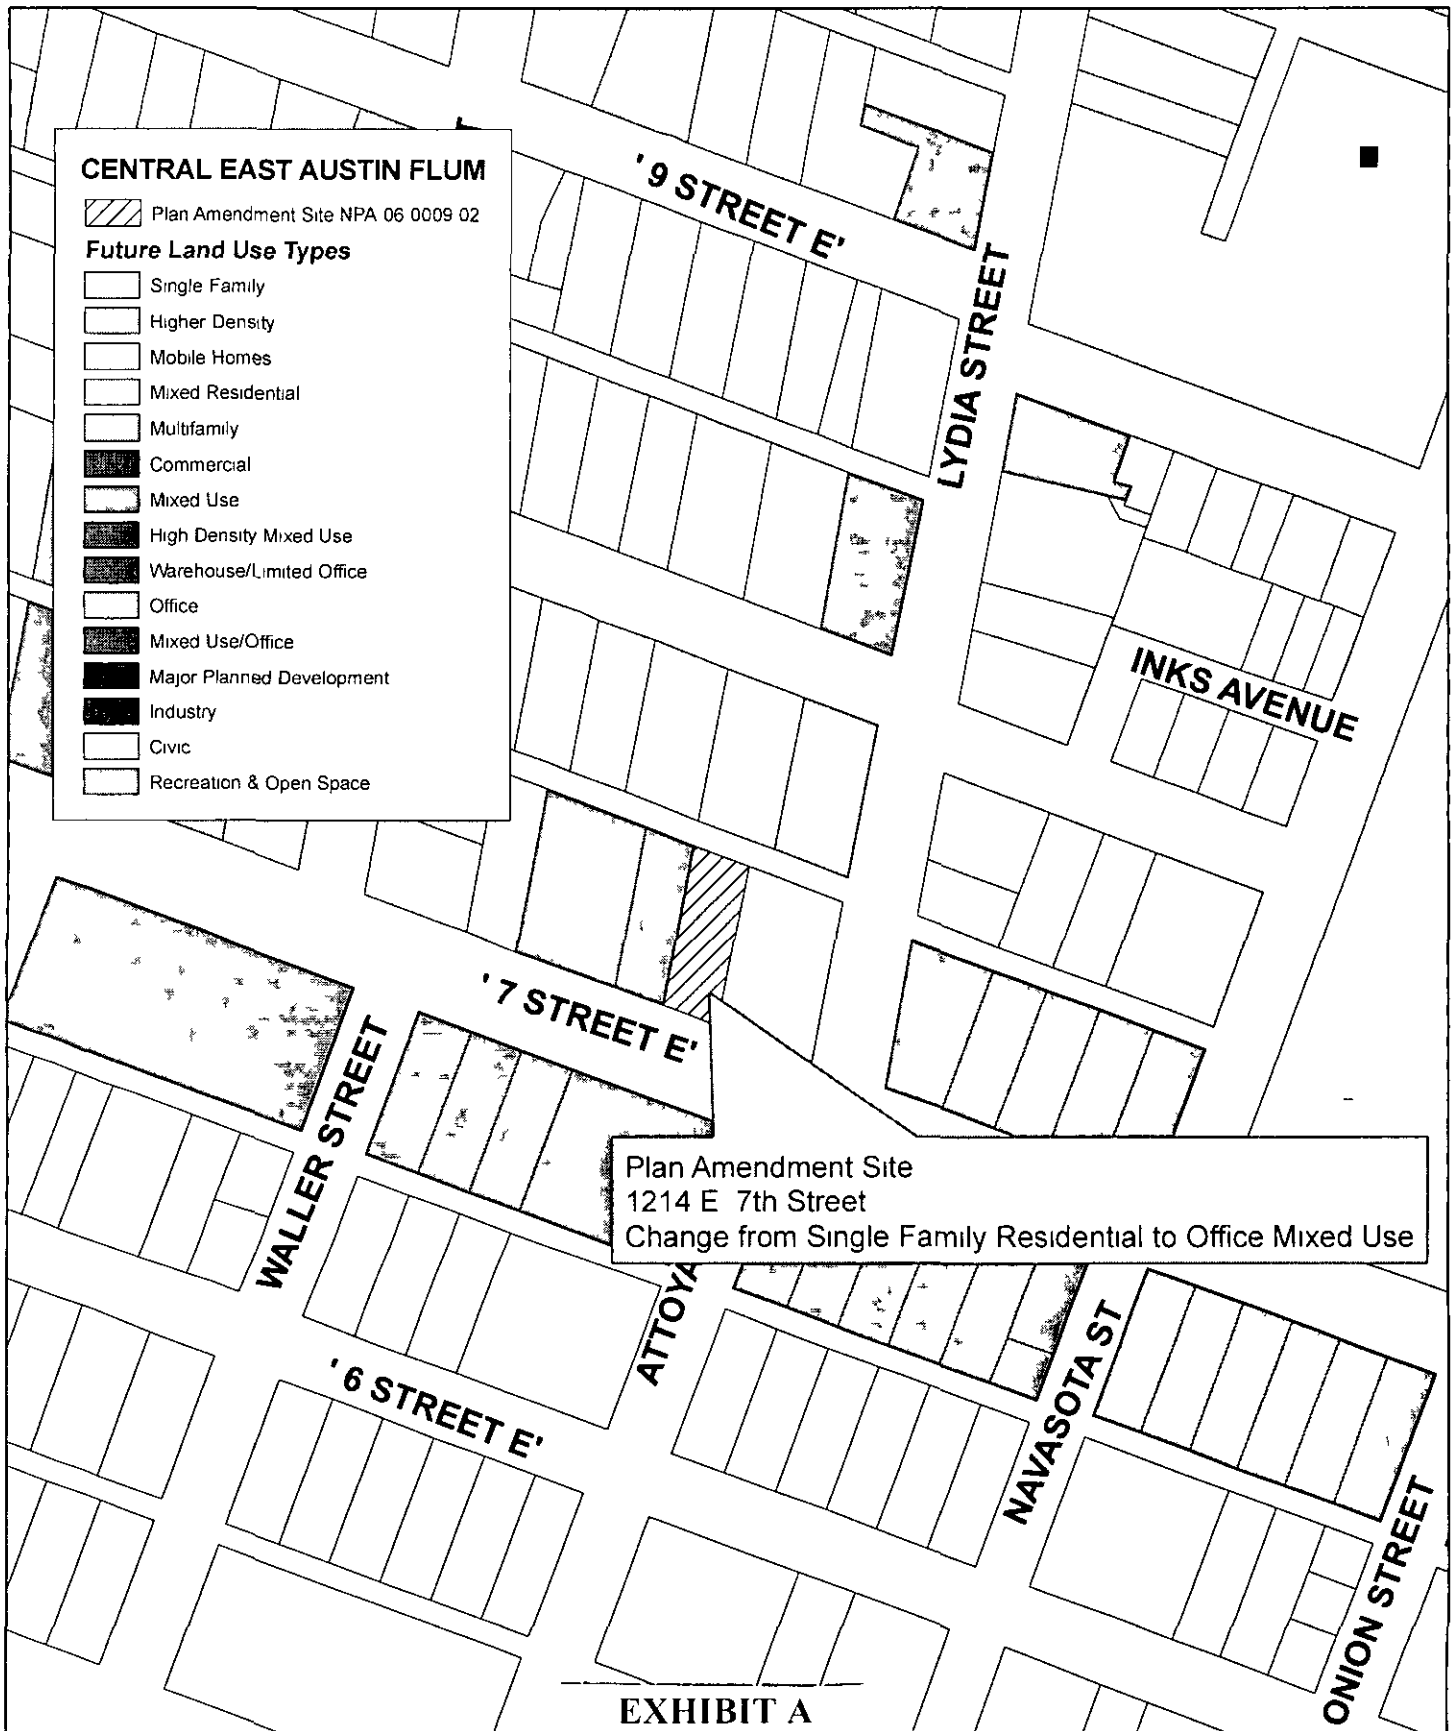 CENTRAL EAST AUSTIN FLUM
Plan Amendment Site NPA 06 0009 02
Future Land Use Types
Single Family
Higher Density
Mobile Homes
Mixed Residential
Multifamily
Commercial
Mixed Use
High Density Mixed Use
Warehouse/Limited Office
Office
Mixed Use/Office
Major Planned Development
Industry
Civic
Recreation & Open Space
' 9 STREET E'
LYDIA STREET
INKS AVENUE
' 7 STREET E'
WALLER STREET
Plan Amendment Site
1214 E 7th Street
Change from Single Family Residential to Office Mixed Use
ATTOYA
' 6 STREET E'
NAVASOTA ST
ONION STREET
EXHIBIT A